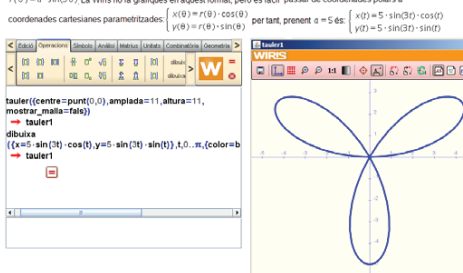 La Wiris no fa gràfiques en aquest format, però és fàcil passar de coordenades polars a
coordenades cartesianes parametritzades: { x(θ)=r(θ)·cos(θ) per tant, prenent a = 5 és: { x(t)=5·sin(3t)·cos(t)
y(θ)=r(θ)·sin(θ) y(t)=5·sin(3t)·sin(t)
Edició Operacions Símbols Anàlisi Matrius Unitats Combinatòria Geometria
tauler1
WIRIS
tauler({centre=punt(0,0),amplada=11,altura=11,
mostrar_malla=fals})
→ tauler1
dibuixa
({x=5·sin(3t)·cos(t),y=5·sin(3t)·sin(t)},t,0..π,{color=b
→ tauler1